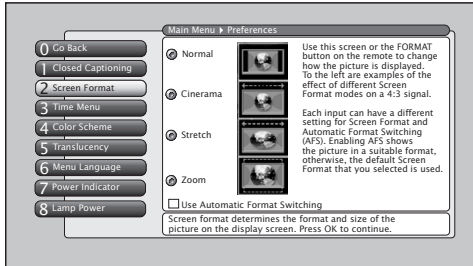 Main Menu ▸ Preferences
0 Go Back
1 Closed Captioning
2 Screen Format
3 Time Menu
4 Color Scheme
5 Translucency
6 Menu Language
7 Power Indicator
8 Lamp Power
Normal
Cinerama
Stretch
Zoom
Use Automatic Format Switching
Use this screen or the FORMAT
button on the remote to change
how the picture is displayed.
To the left are examples of the
effect of different Screen
Format modes on a 4:3 signal.
Each input can have a different
setting for Screen Format and
Automatic Format Switching
(AFS). Enabling AFS shows
the picture in a suitable format,
otherwise, the default Screen
Format that you selected is used.
Screen format determines the format and size of the
picture on the display screen. Press OK to continue.